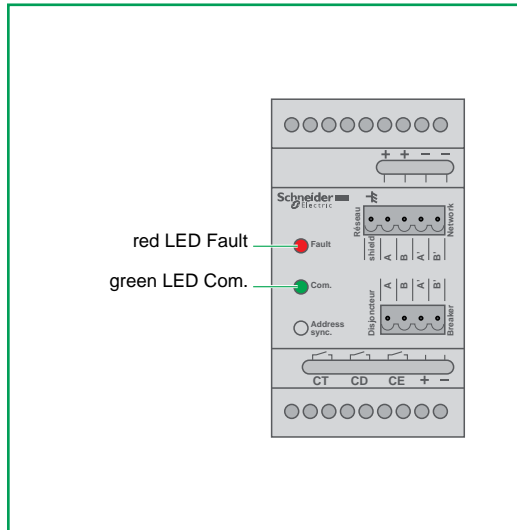 + + − −
Schneider
Electric
Réseau
Network
shield A B A' B'
red LED Fault
Fault
green LED Com.
Com.
A B A' B'
Disjoncteur
Breaker
Address
sync.
CT CD CE + −